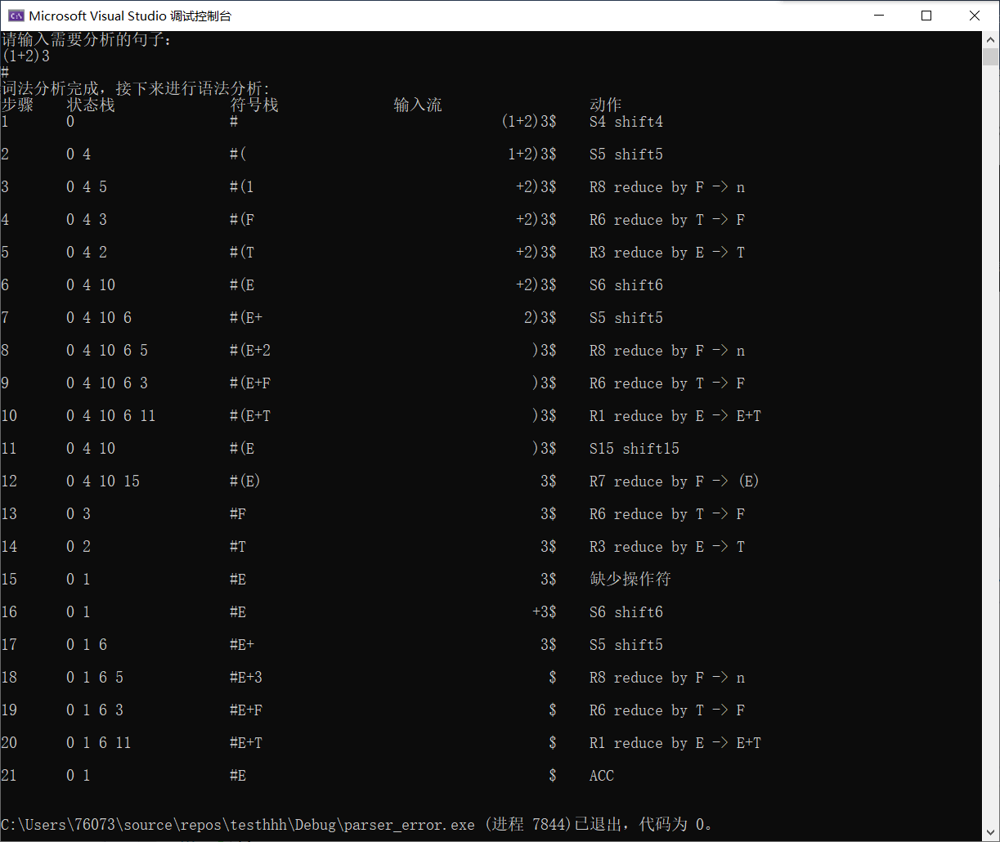 Microsoft Visual Studio 调试控制台
请输入需要分析的句子:
(1+2)3
#
词法分析完成，接下来进行语法分析:
步骤 状态栈 符号栈 输入流 动作
1 0 # (1+2)3$ S4 shift4
2 0 4 #( 1+2)3$ S5 shift5
3 0 4 5 #(1 +2)3$ R8 reduce by F -> n
4 0 4 3 #(F +2)3$ R6 reduce by T -> F
5 0 4 2 #(T +2)3$ R3 reduce by E -> T
6 0 4 10 #(E +2)3$ S6 shift6
7 0 4 10 6 #(E+ 2)3$ S5 shift5
8 0 4 10 6 5 #(E+2 )3$ R8 reduce by F -> n
9 0 4 10 6 3 #(E+F )3$ R6 reduce by T -> F
10 0 4 10 6 11 #(E+T )3$ R1 reduce by E -> E+T
11 0 4 10 #(E )3$ S15 shift15
12 0 4 10 15 #(E) 3$ R7 reduce by F -> (E)
13 0 3 #F 3$ R6 reduce by T -> F
14 0 2 #T 3$ R3 reduce by E -> T
15 0 1 #E 3$ 缺少操作符
16 0 1 #E +3$ S6 shift6
17 0 1 6 #E+ 3$ S5 shift5
18 0 1 6 5 #E+3 $ R8 reduce by F -> n
19 0 1 6 3 #E+F $ R6 reduce by T -> F
20 0 1 6 11 #E+T $ R1 reduce by E -> E+T
21 0 1 #E $ ACC
C:\Users\76073\source\repos\testhhh\Debug\parser_error.exe (进程 7844)已退出，代码为 0。